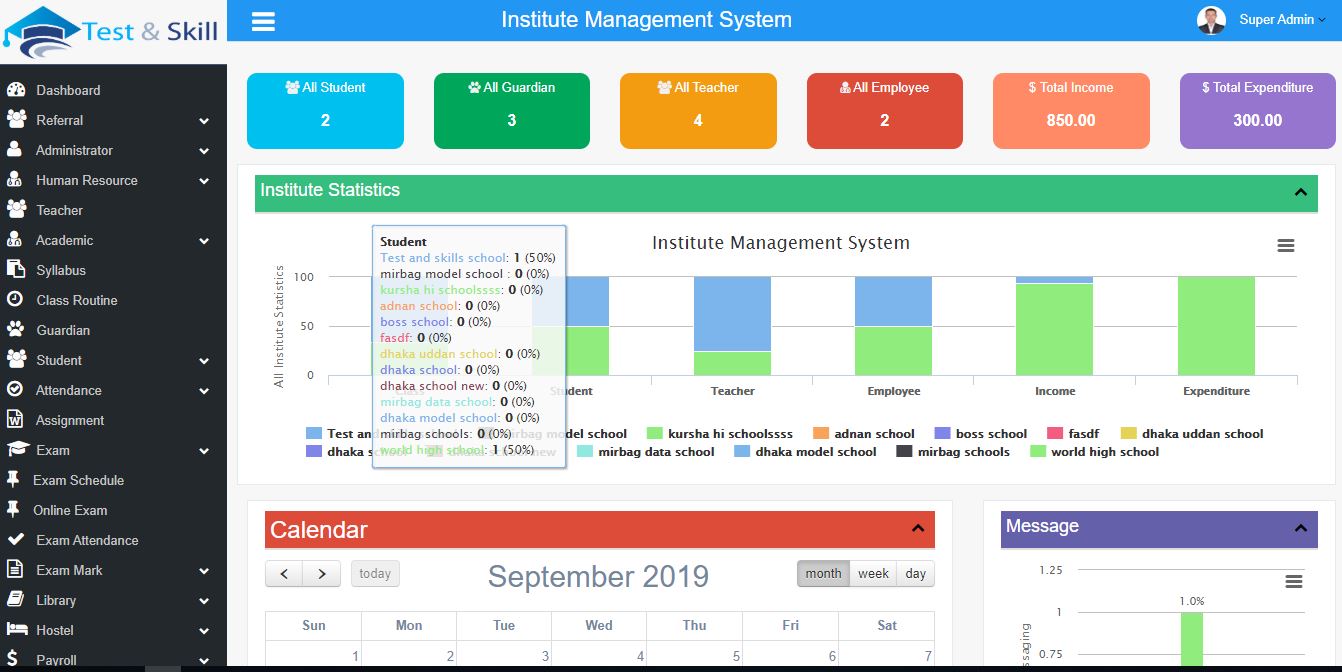 Test & Skill
Institute Management System
Super Admin
Dashboard
Referral
Administrator
Human Resource
Teacher
Academic
Syllabus
Class Routine
Guardian
Student
Attendance
Assignment
Exam
Exam Schedule
Online Exam
Exam Attendance
Exam Mark
Library
Hostel
Payroll
All Student
2
All Guardian
3
All Teacher
4
All Employee
2
$ Total Income
850.00
$ Total Expenditure
300.00
Institute Statistics
Institute Management System
All Institute Statistics
100
50
0
Student
Test and skills school: 1 (50%)
mirbag model school : 0 (0%)
kursha hi schoolssss: 0 (0%)
adnan school: 0 (0%)
boss school: 0 (0%)
fasdf: 0 (0%)
dhaka uddan school: 0 (0%)
dhaka school: 0 (0%)
dhaka school new: 0 (0%)
mirbag data school: 0 (0%)
dhaka model school: 0 (0%)
mirbag schools: 0 (0%)
world high school: 1 (50%)
Class Student Teacher Employee Income Expenditure
Test and mirbag model school kursha hi schoolssss adnan school boss school fasdf dhaka uddan school
dhaka school dhaka school new mirbag data school dhaka model school mirbag schools world high school
Calendar
today
September 2019
month week day
Sun Mon Tue Wed Thu Fri Sat
1 2 3 4 5 6 7
Message
1.25
1.0%
1
0.75